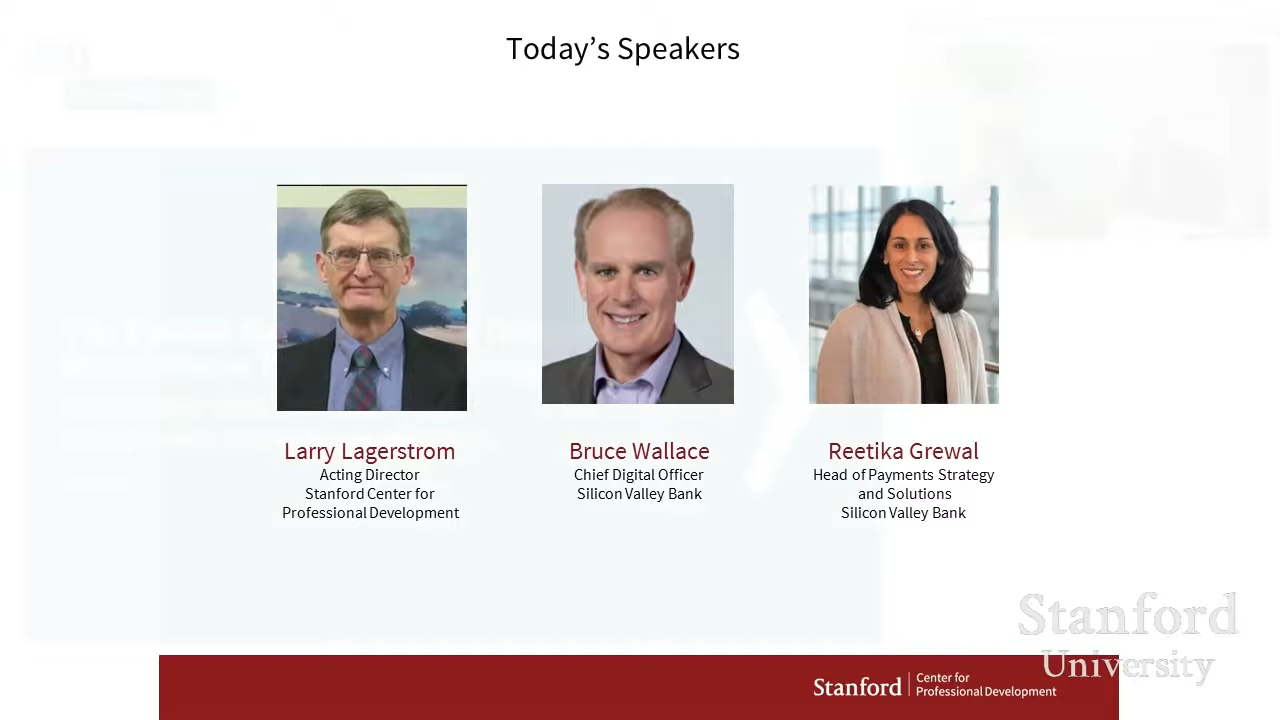 Today’s Speakers
Larry Lagerstrom
Acting Director
Stanford Center for
Professional Development
Bruce Wallace
Chief Digital Officer
Silicon Valley Bank
Reetika Grewal
Head of Payments Strategy
and Solutions
Silicon Valley Bank
Stanford
University
Stanford
Center for
Professional Development